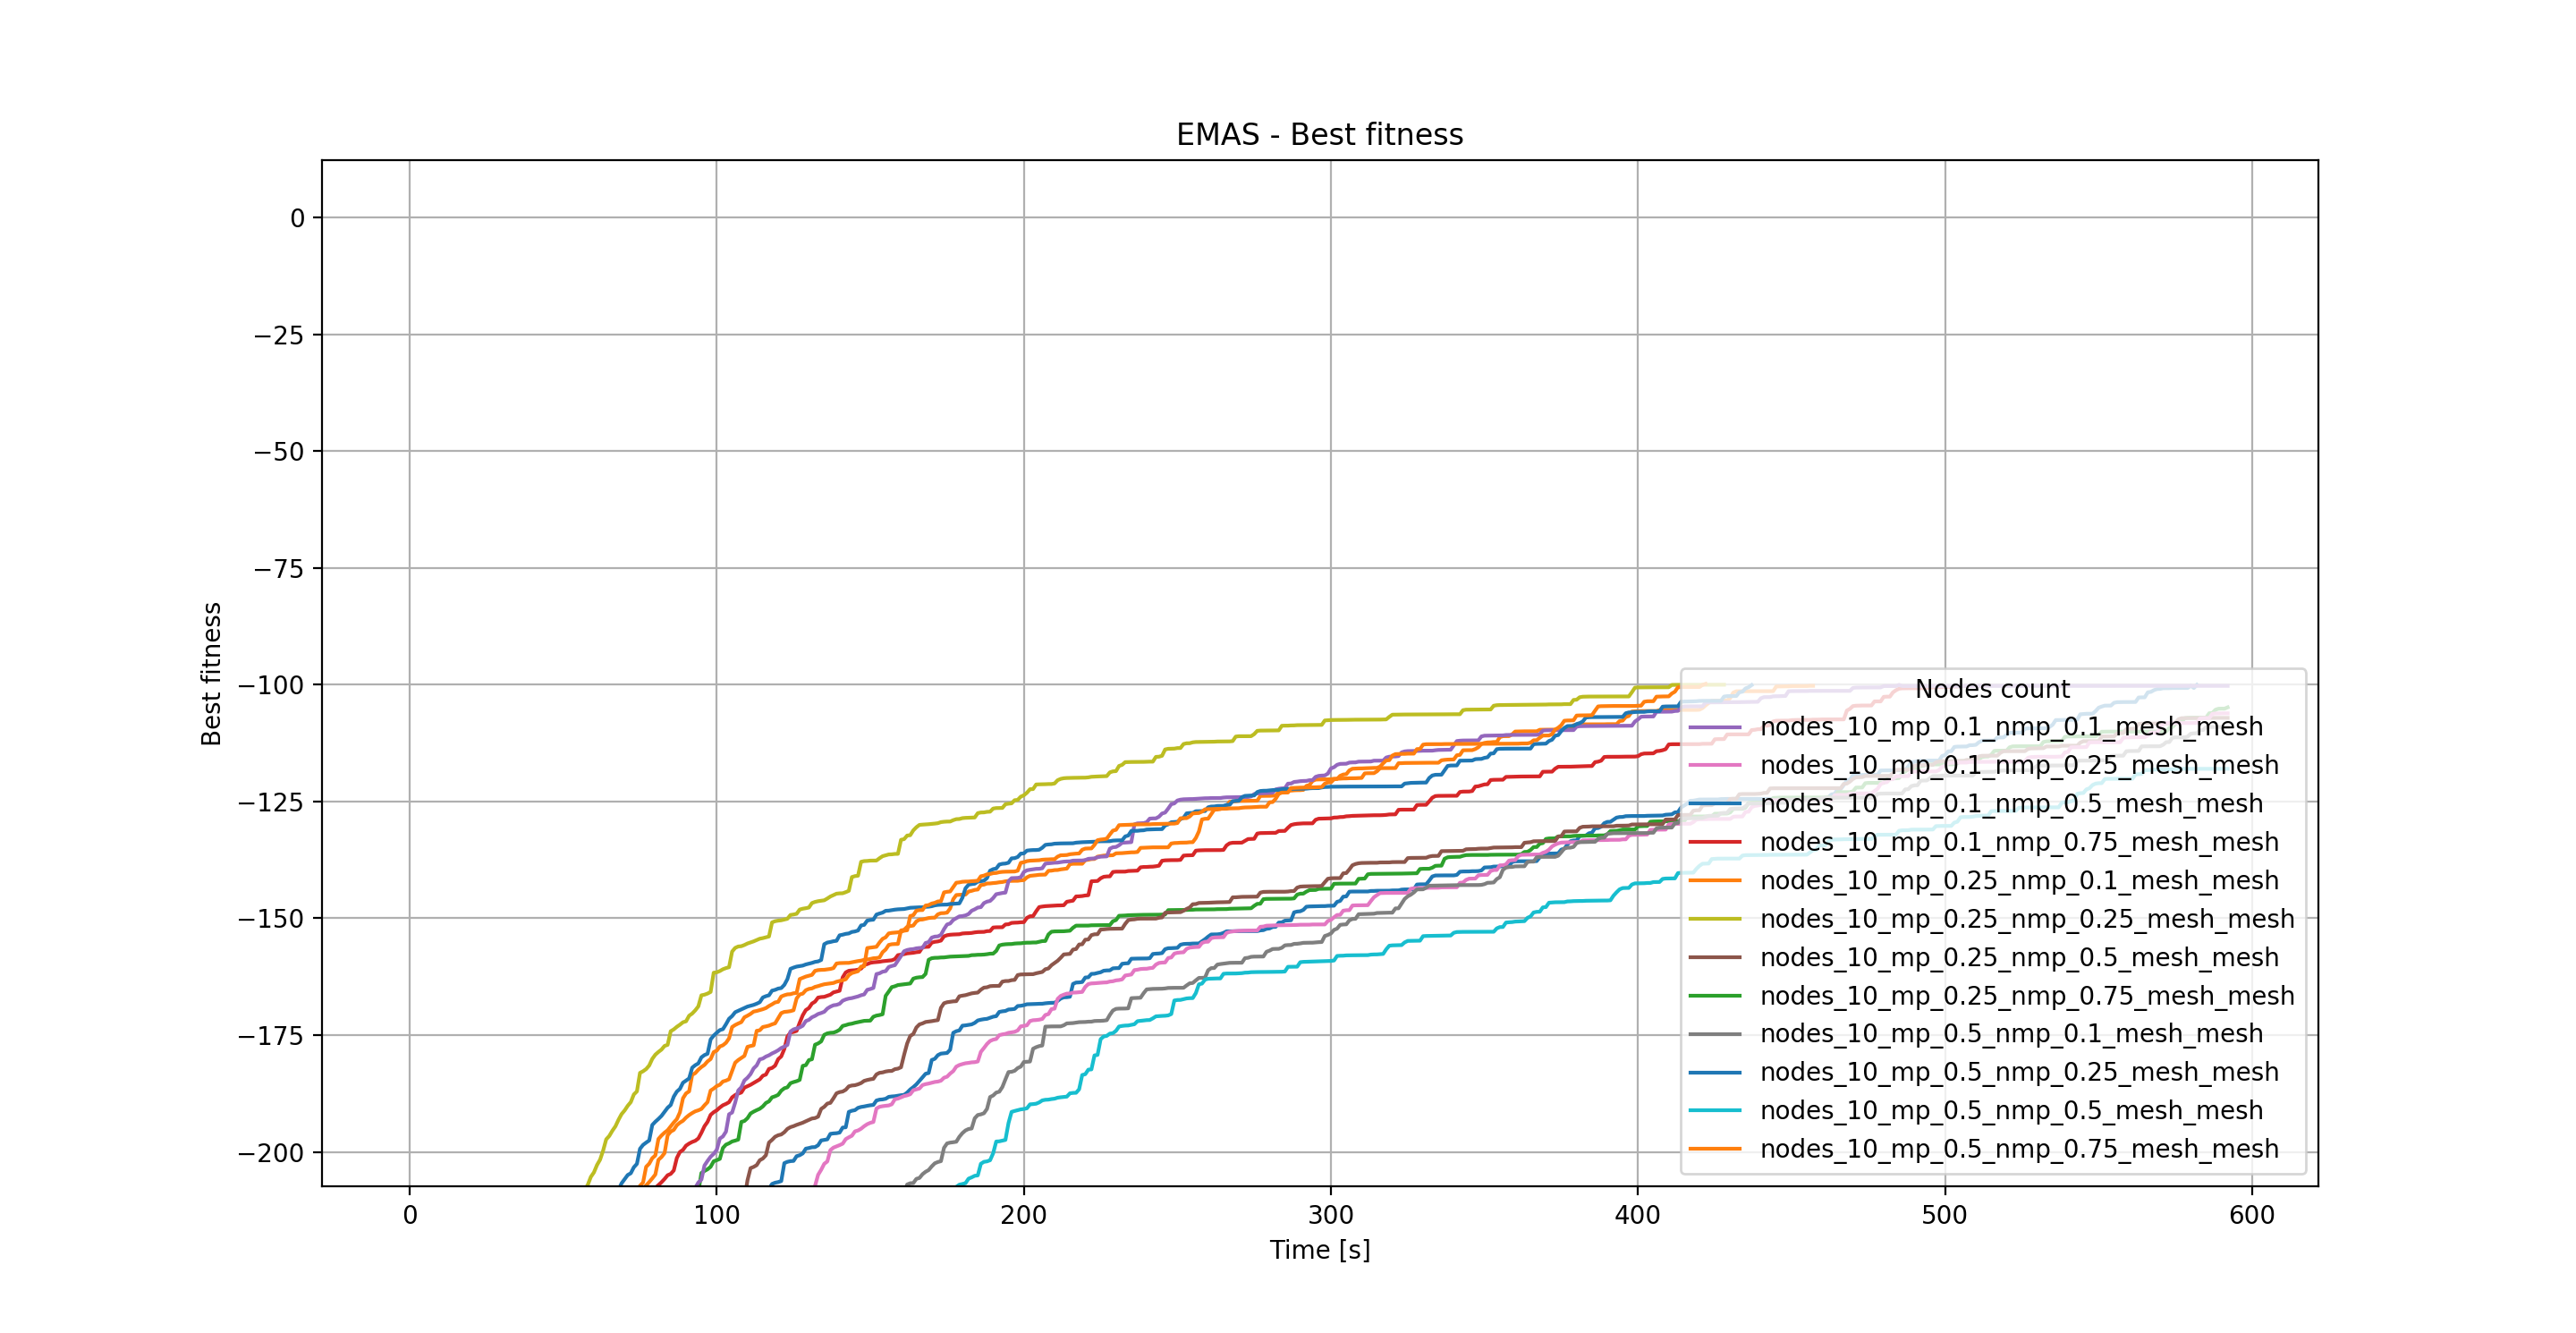 EMAS - Best fitness
0
−25
−50
−75
−100
−125
−150
−175
−200
Best fitness
0 100 200 300 400 500 600
Time [s]
Nodes count
nodes_10_mp_0.1_nmp_0.1_mesh_mesh
nodes_10_mp_0.1_nmp_0.25_mesh_mesh
nodes_10_mp_0.1_nmp_0.5_mesh_mesh
nodes_10_mp_0.1_nmp_0.75_mesh_mesh
nodes_10_mp_0.25_nmp_0.1_mesh_mesh
nodes_10_mp_0.25_nmp_0.25_mesh_mesh
nodes_10_mp_0.25_nmp_0.5_mesh_mesh
nodes_10_mp_0.25_nmp_0.75_mesh_mesh
nodes_10_mp_0.5_nmp_0.1_mesh_mesh
nodes_10_mp_0.5_nmp_0.25_mesh_mesh
nodes_10_mp_0.5_nmp_0.5_mesh_mesh
nodes_10_mp_0.5_nmp_0.75_mesh_mesh